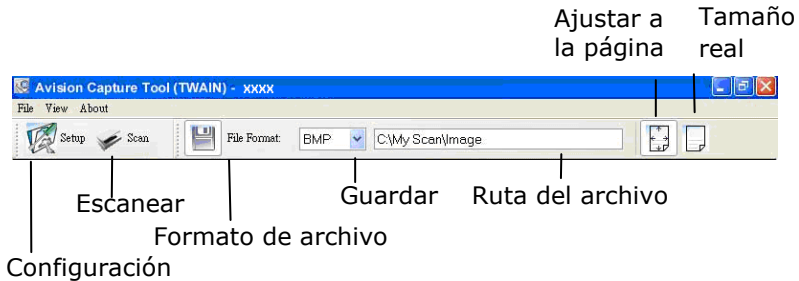 Ajustar a
la página
Tamaño
real
Avision Capture Tool (TWAIN) - xxxx
File View About
Setup Scan File Format: BMP C:\My Scan\Image
Escanear
Guardar
Ruta del archivo
Formato de archivo
Configuración